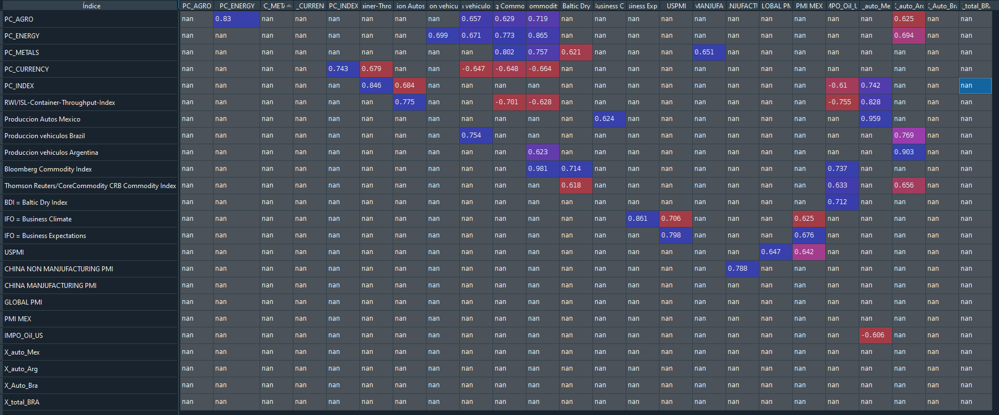 Índice PC_AGRO PC_ENERGY C_META _CURREN PC_INDEX ainer-Thro ion Autos on vehicu vehiculo g Commo ommodit Baltic Dry usiness C siness Exp USPMI MANJUFA NJUFACTI LOBAL PM PMI MEX MPO_Oil_U _auto_Me _auto_Arg _Auto_Bra _total_BRA
PC_AGRO nan 0.83 nan nan nan nan nan nan 0.657 0.629 0.719 nan nan nan nan nan nan nan nan nan nan 0.625 nan nan
PC_ENERGY nan nan nan nan nan nan nan 0.699 0.671 0.773 0.865 nan nan nan nan nan nan nan nan nan nan 0.694 nan nan
PC_METALS nan nan nan nan nan nan nan nan nan 0.802 0.757 0.621 nan nan nan 0.651 nan nan nan nan nan nan nan nan
PC_CURRENCY nan nan nan nan 0.743 0.679 nan nan -0.647 -0.648 -0.664 nan nan nan nan nan nan nan nan nan nan nan nan nan
PC_INDEX nan nan nan nan nan 0.846 0.684 nan nan nan nan nan nan nan nan nan nan nan nan -0.61 0.742 nan nan nan
RWI/ISL-Container-Throughput-Index nan nan nan nan nan nan 0.775 nan nan -0.701 -0.628 nan nan nan nan nan nan nan nan -0.755 0.828 nan nan nan
Produccion Autos Mexico nan nan nan nan nan nan nan nan nan nan nan nan 0.624 nan nan nan nan nan nan nan 0.959 nan nan nan
Produccion vehiculos Brazil nan nan nan nan nan nan nan nan 0.754 nan nan nan nan nan nan nan nan nan nan nan nan 0.769 nan nan
Produccion vehiculos Argentina nan nan nan nan nan nan nan nan nan nan 0.623 nan nan nan nan nan nan nan nan nan nan 0.903 nan nan
Bloomberg Commodity Index nan nan nan nan nan nan nan nan nan nan 0.981 0.714 nan nan nan nan nan nan nan 0.737 nan nan nan nan
Thomson Reuters/CoreCommodity CRB Commodity Index nan nan nan nan nan nan nan nan nan nan nan 0.618 nan nan nan nan nan nan nan 0.633 nan 0.656 nan nan
BDI = Baltic Dry Index nan nan nan nan nan nan nan nan nan nan nan nan nan nan nan nan nan nan nan 0.712 nan nan nan nan
IFO = Business Climate nan nan nan nan nan nan nan nan nan nan nan nan nan 0.861 0.706 nan nan nan 0.625 nan nan nan nan nan
IFO = Business Expectations nan nan nan nan nan nan nan nan nan nan nan nan nan nan 0.798 nan nan nan 0.676 nan nan nan nan nan
USPMI nan nan nan nan nan nan nan nan nan nan nan nan nan nan nan nan nan 0.647 0.642 nan nan nan nan nan
CHINA NON MANJUFACTURING PMI nan nan nan nan nan nan nan nan nan nan nan nan nan nan nan nan 0.788 nan nan nan nan nan nan nan
CHINA MANJUFACTURING PMI nan nan nan nan nan nan nan nan nan nan nan nan nan nan nan nan nan nan nan nan nan nan nan nan
GLOBAL PMI nan nan nan nan nan nan nan nan nan nan nan nan nan nan nan nan nan nan nan nan nan nan nan nan
PMI MEX nan nan nan nan nan nan nan nan nan nan nan nan nan nan nan nan nan nan nan nan nan nan nan nan
IMPO_Oil_US nan nan nan nan nan nan nan nan nan nan nan nan nan nan nan nan nan nan nan nan -0.606 nan nan nan
X_auto_Mex nan nan nan nan nan nan nan nan nan nan nan nan nan nan nan nan nan nan nan nan nan nan nan nan
X_auto_Arg nan nan nan nan nan nan nan nan nan nan nan nan nan nan nan nan nan nan nan nan nan nan nan nan
X_Auto_Bra nan nan nan nan nan nan nan nan nan nan nan nan nan nan nan nan nan nan nan nan nan nan nan nan
X_total_BRA nan nan nan nan nan nan nan nan nan nan nan nan nan nan nan nan nan nan nan nan nan nan nan nan